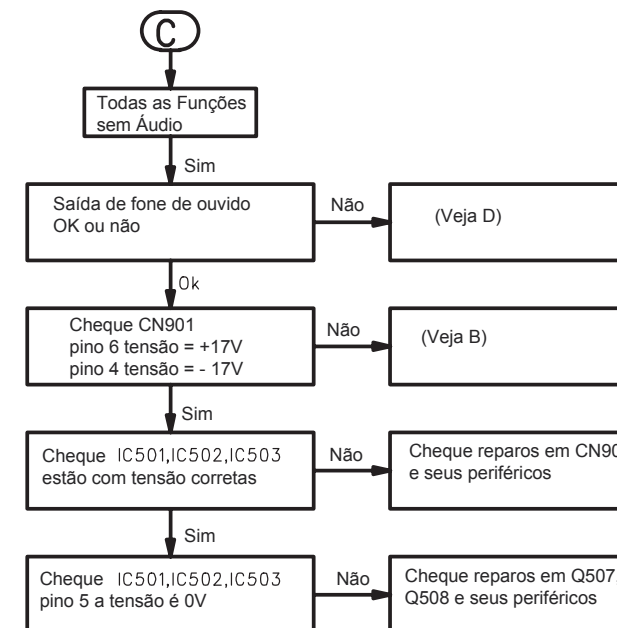 C
Todas as Funções
sem Áudio
Sim
Saída de fone de ouvido
OK ou não
Não
(Veja D)
Ok
Cheque CN901
pino 6 tensão = +17V
pino 4 tensão = - 17V
Não
(Veja B)
Sim
Cheque IC501,IC502,IC503
estão com tensão corretas
Não
Cheque reparos em
e seus periféricos
Sim
Cheque IC501,IC502,IC503
pino 5 a tensão é 0V
Não
Cheque reparos em Q507,
Q508 e seus periféricos